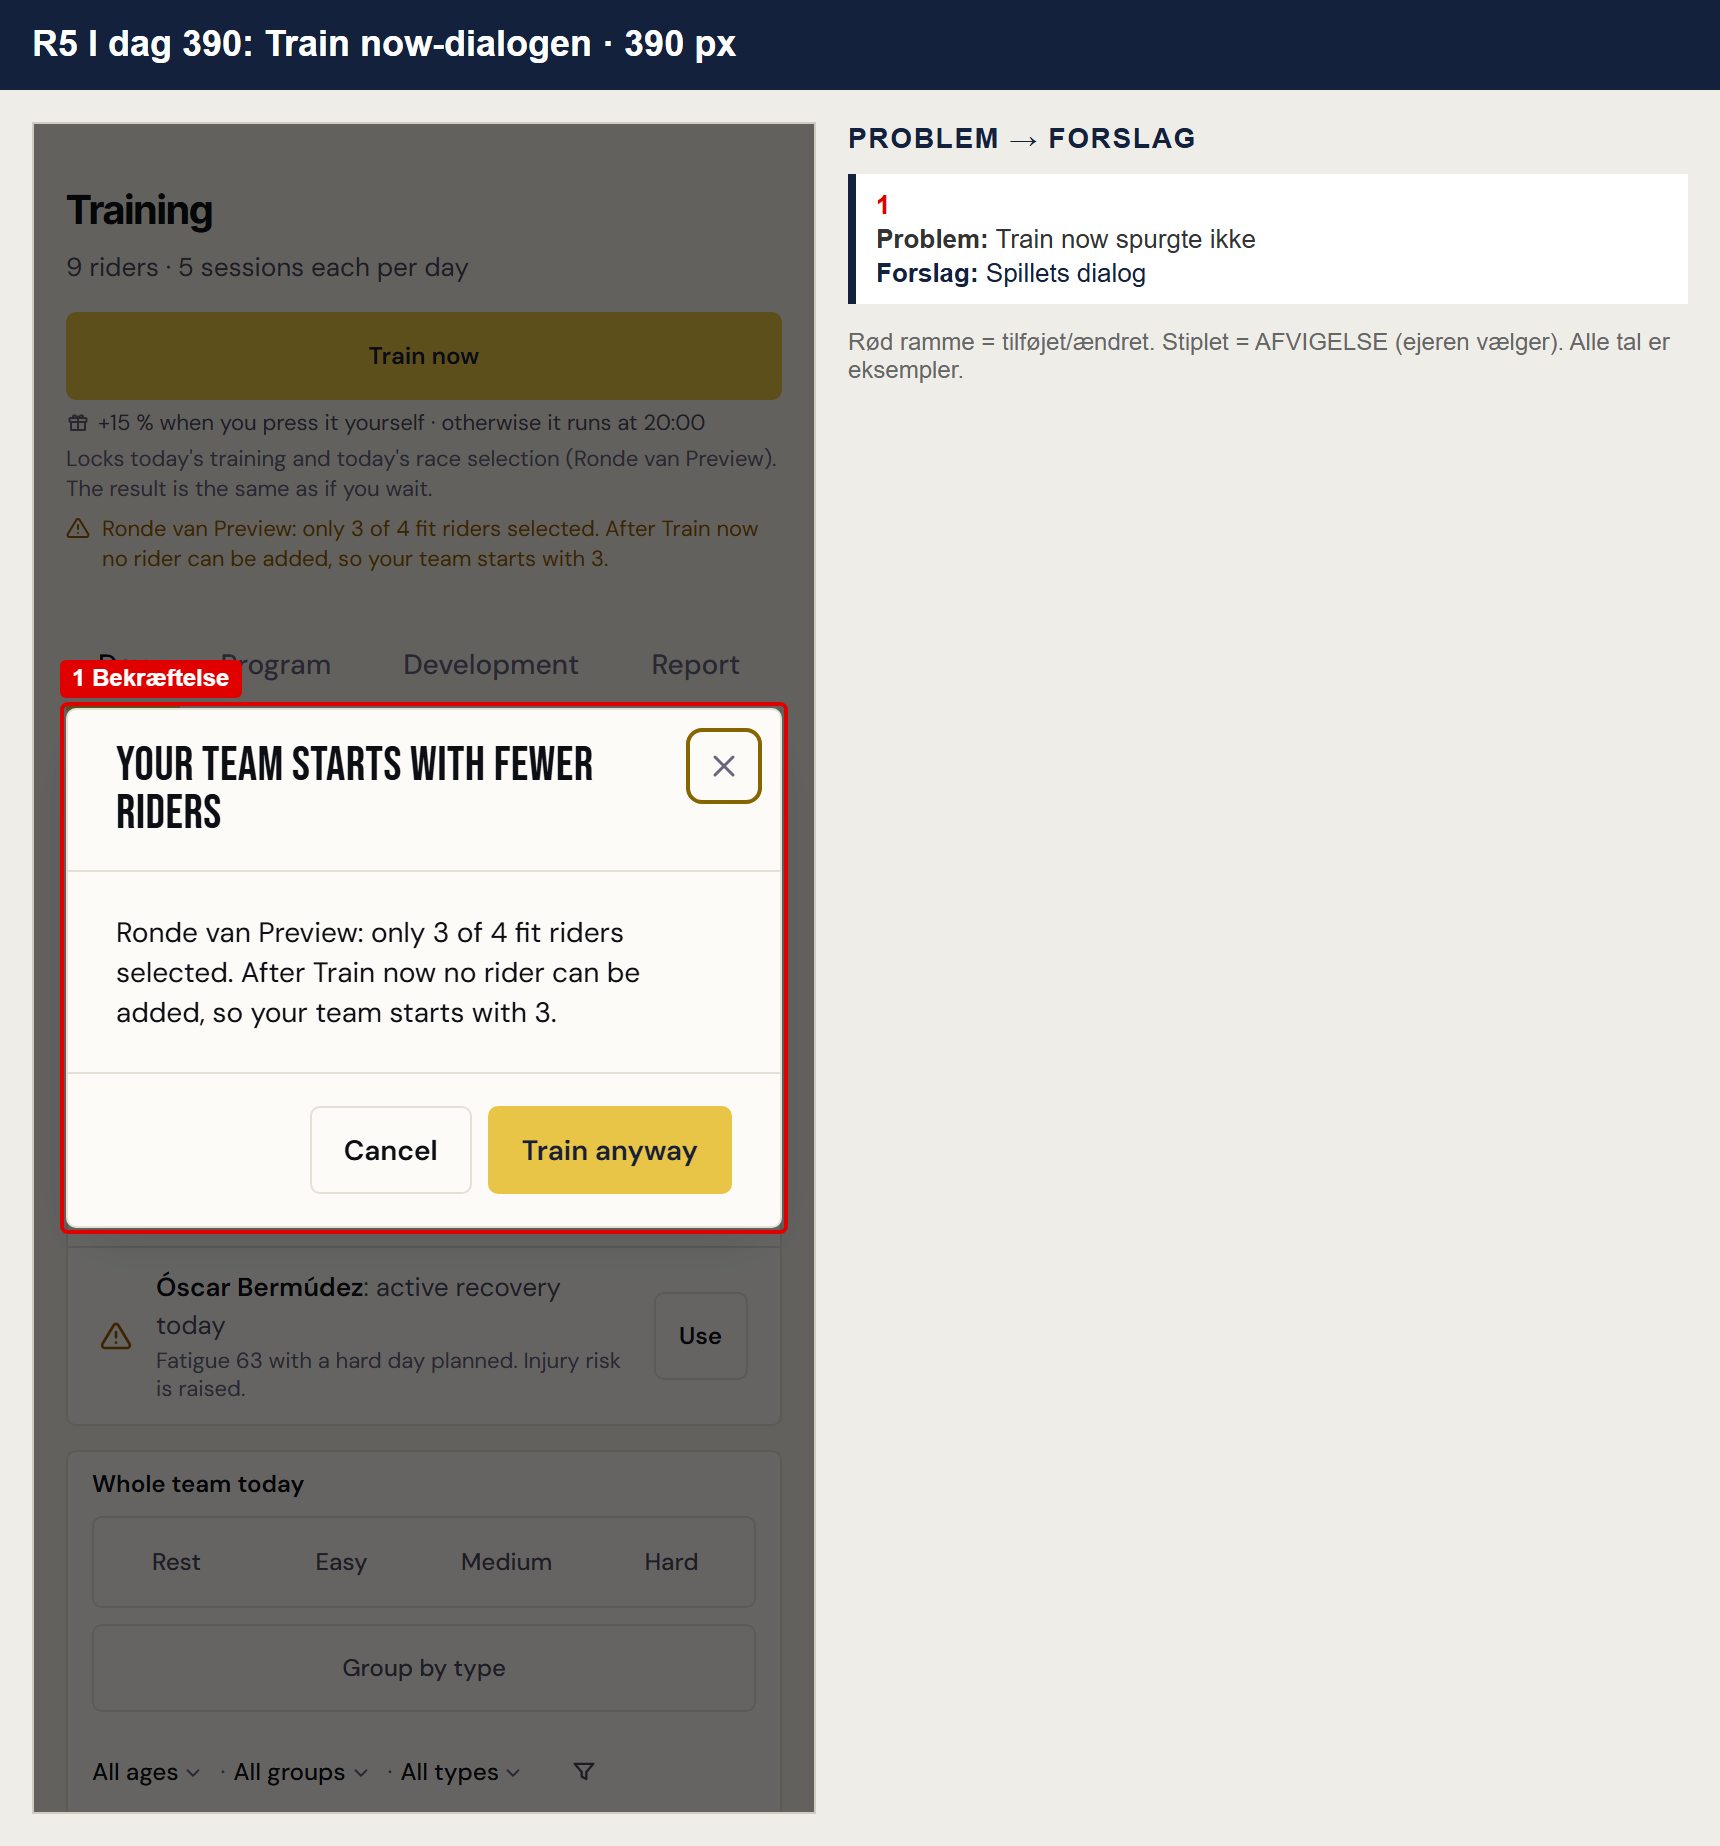 R5 I dag 390: Train now-dialogen · 390 px
Training
9 riders · 5 sessions each per day
Train now
+15 % when you press it yourself · otherwise it runs at 20:00
Locks today's training and today's race selection (Ronde van Preview).
The result is the same as if you wait.
Ronde van Preview: only 3 of 4 fit riders selected. After Train now
no rider can be added, so your team starts with 3.
Program Development Report
1 Bekræftelse
YOUR TEAM STARTS WITH FEWER
RIDERS
Ronde van Preview: only 3 of 4 fit riders
selected. After Train now no rider can be
added, so your team starts with 3.
Cancel Train anyway
Óscar Bermúdez: active recovery
today
Fatigue 63 with a hard day planned. Injury risk
is raised.
Use
Whole team today
Rest Easy Medium Hard
Group by type
All ages · All groups · All types
PROBLEM → FORSLAG
1
Problem: Train now spurgte ikke
Forslag: Spillets dialog
Rød ramme = tilføjet/ændret. Stiplet = AFVIGELSE (ejeren vælger). Alle tal er
eksempler.